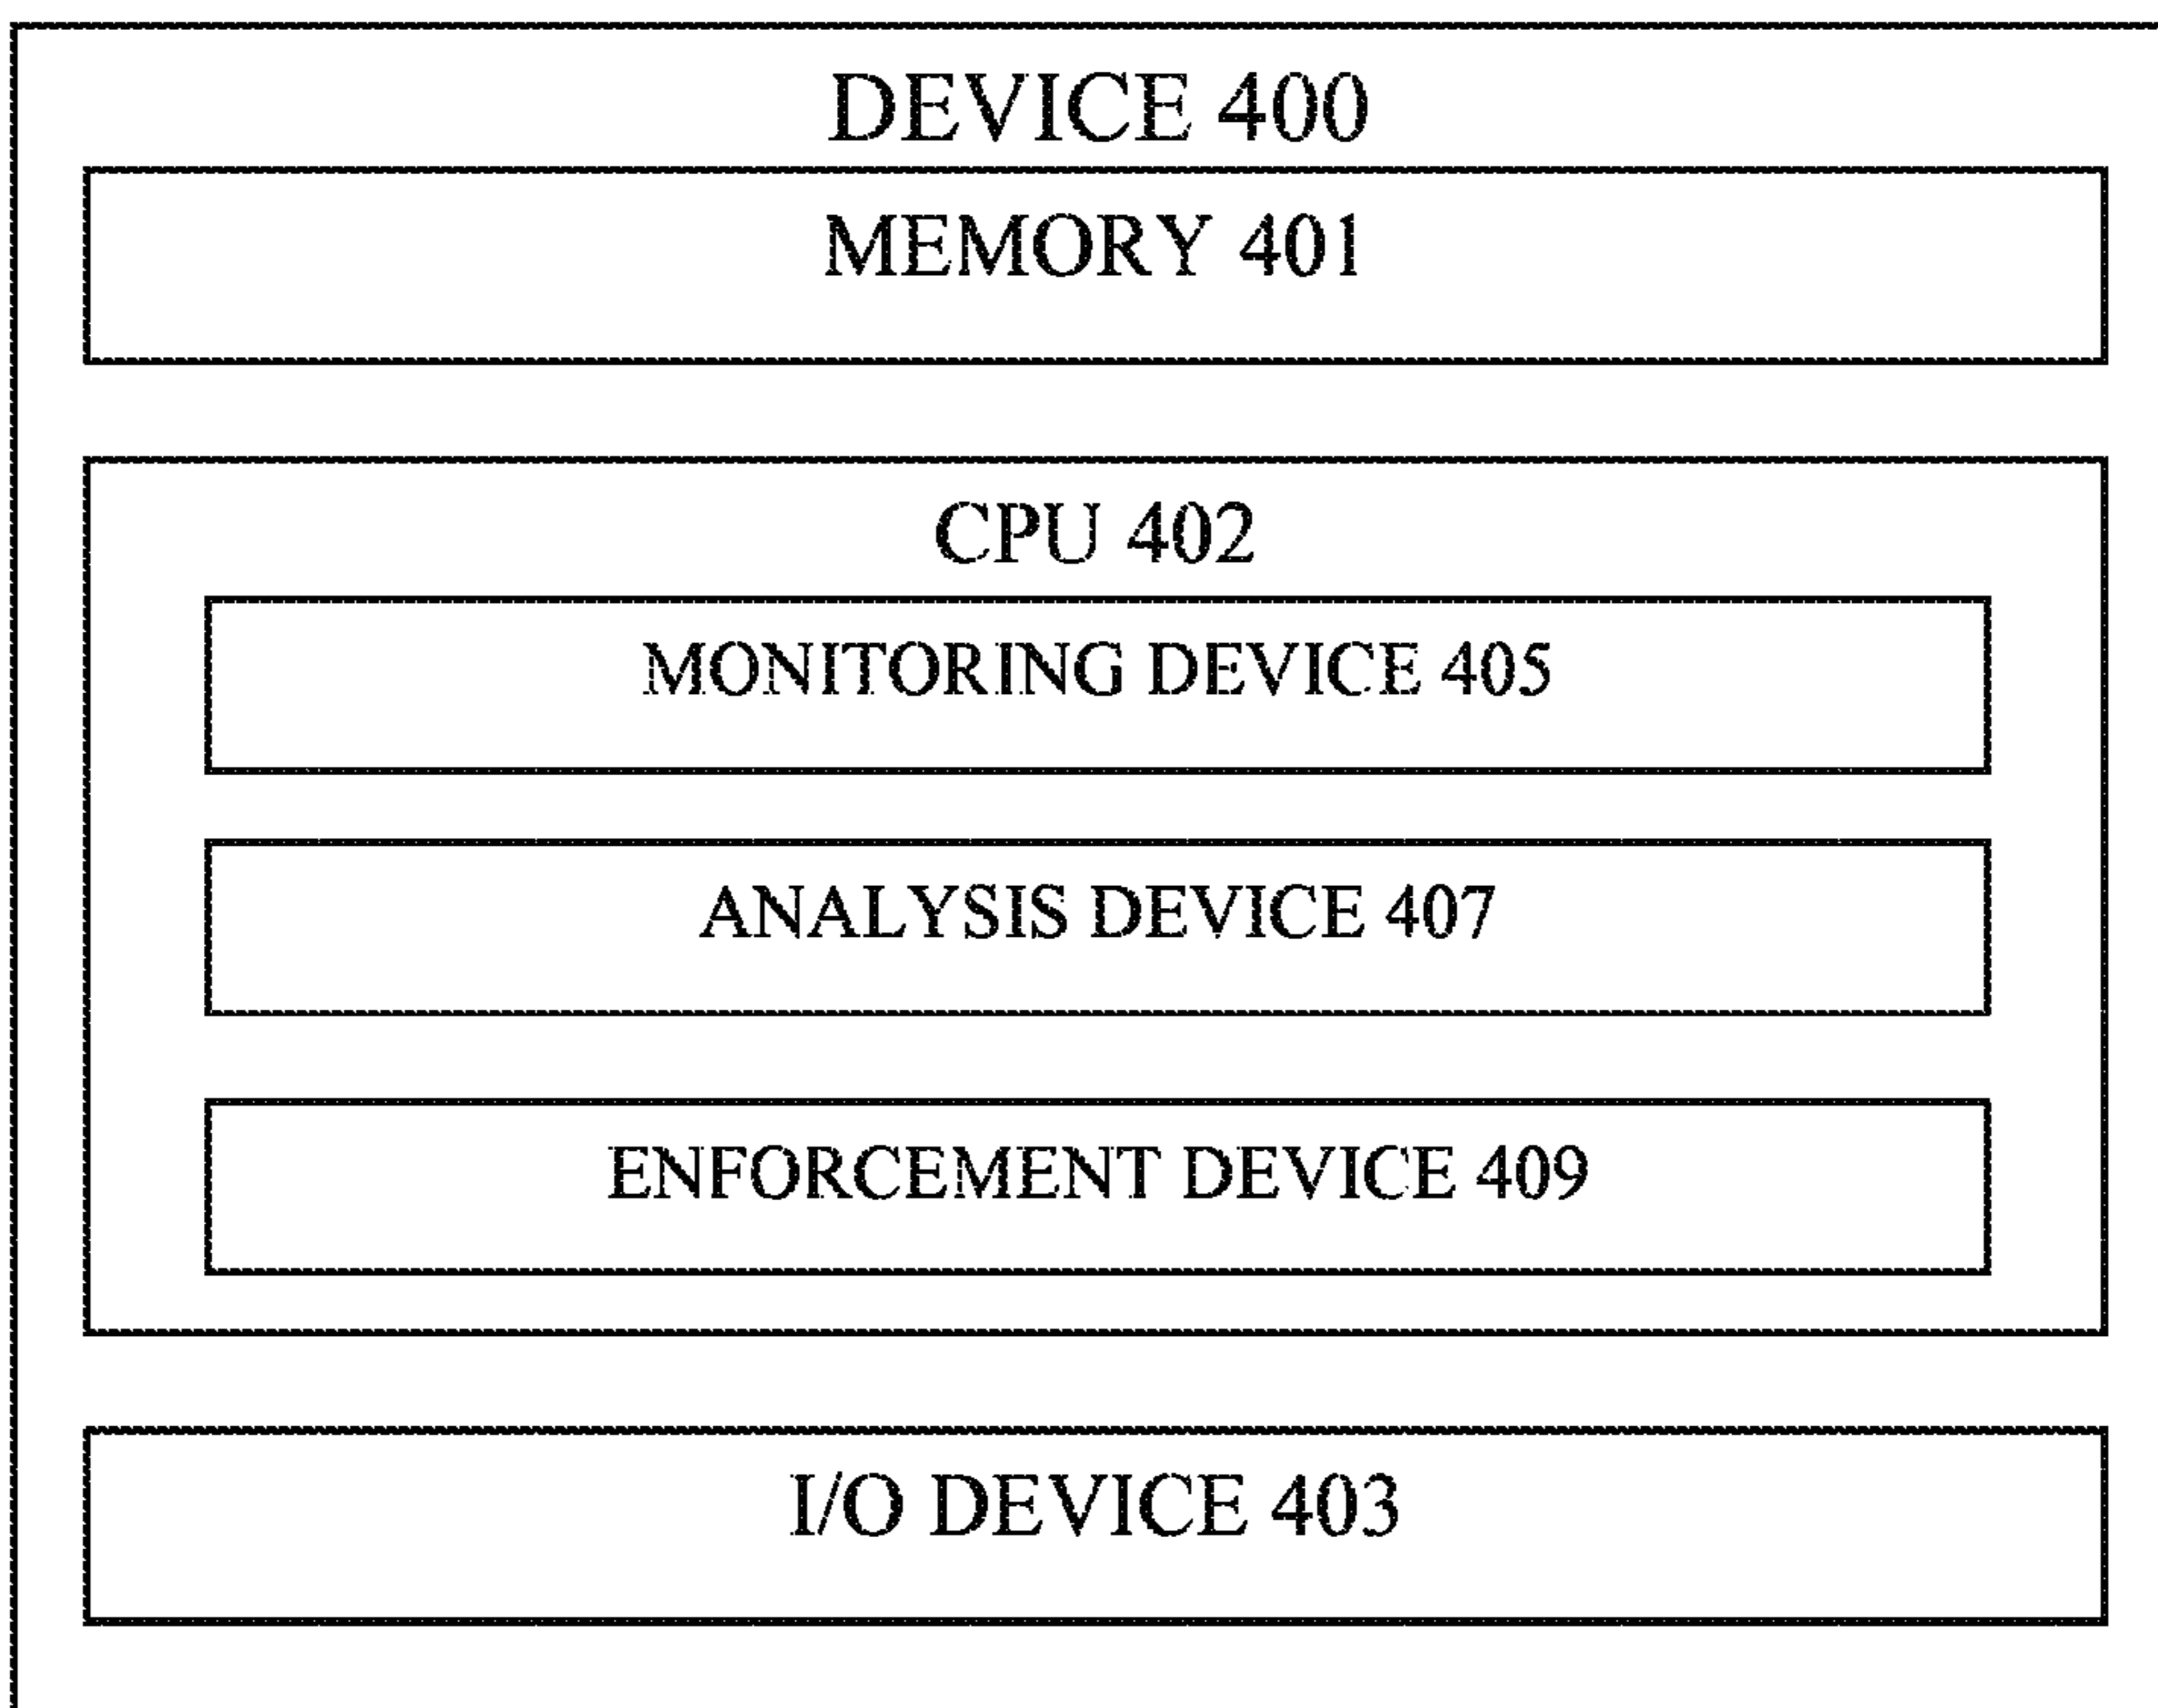 DEVICE 400
MEMORY 401
CPU 402
MONITORING DEVICE 405
ANALYSIS DEVICE 407
ENFORCEMENT DEVICE 409
I/O DEVICE 403